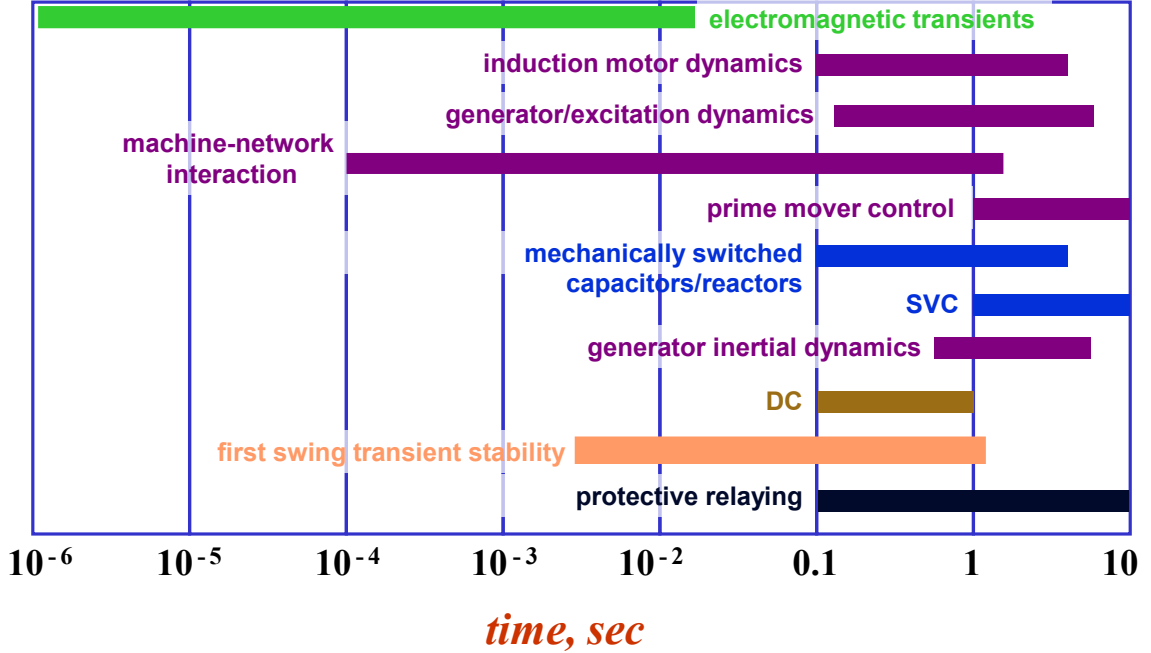 electromagnetic transients
induction motor dynamics
generator/excitation dynamics
machine-network
interaction
prime mover control
mechanically switched
capacitors/reactors
SVC
generator inertial dynamics
DC
first swing transient stability
protective relaying
10⁻⁶ 10⁻⁵ 10⁻⁴ 10⁻³ 10⁻² 0.1 1 10
time, sec